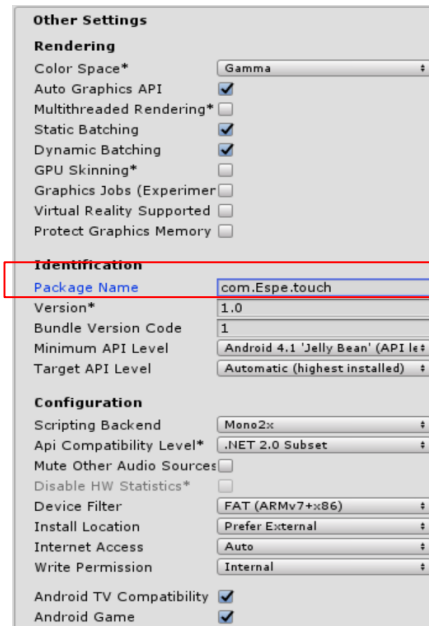 Other Settings
Rendering
Color Space* Gamma
Auto Graphics API
Multithreaded Rendering*
Static Batching
Dynamic Batching
GPU Skinning*
Graphics Jobs (Experimer
Virtual Reality Supported
Protect Graphics Memory
Identification
Package Name com.Espe.touch
Version* 1.0
Bundle Version Code 1
Minimum API Level Android 4.1 'Jelly Bean' (API le
Target API Level Automatic (highest installed)
Configuration
Scripting Backend Mono2x
Api Compatibility Level* .NET 2.0 Subset
Mute Other Audio Sources
Disable HW Statistics*
Device Filter FAT (ARMv7+x86)
Install Location Prefer External
Internet Access Auto
Write Permission Internal
Android TV Compatibility
Android Game